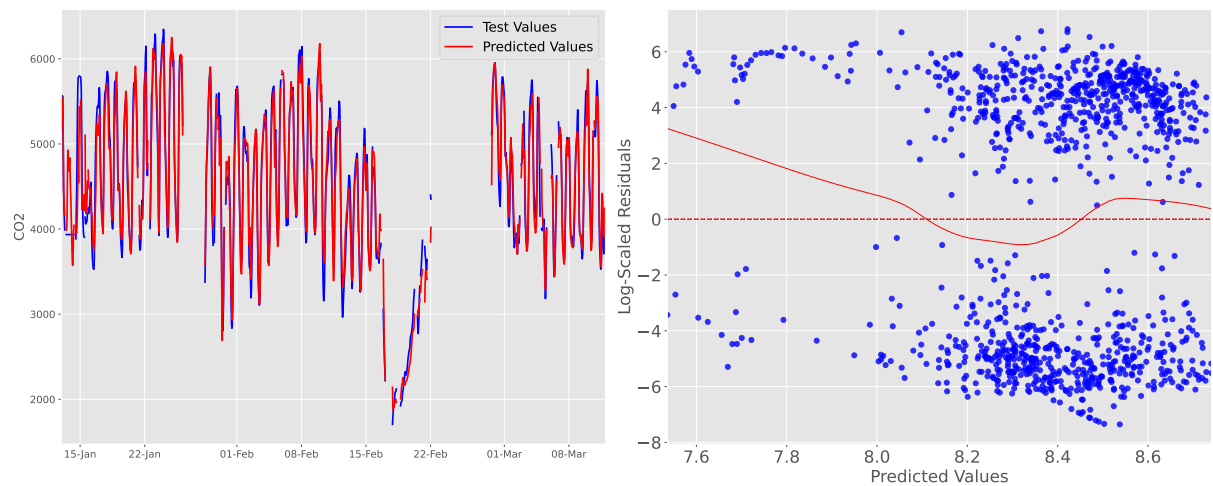 Test Values
Predicted Values
CO2
6000
5000
4000
3000
2000
15-Jan
22-Jan
01-Feb
08-Feb
15-Feb
22-Feb
01-Mar
08-Mar
Log-Scaled Residuals
6
4
2
0
−2
−4
−6
−8
7.6
7.8
8.0
8.2
8.4
8.6
Predicted Values